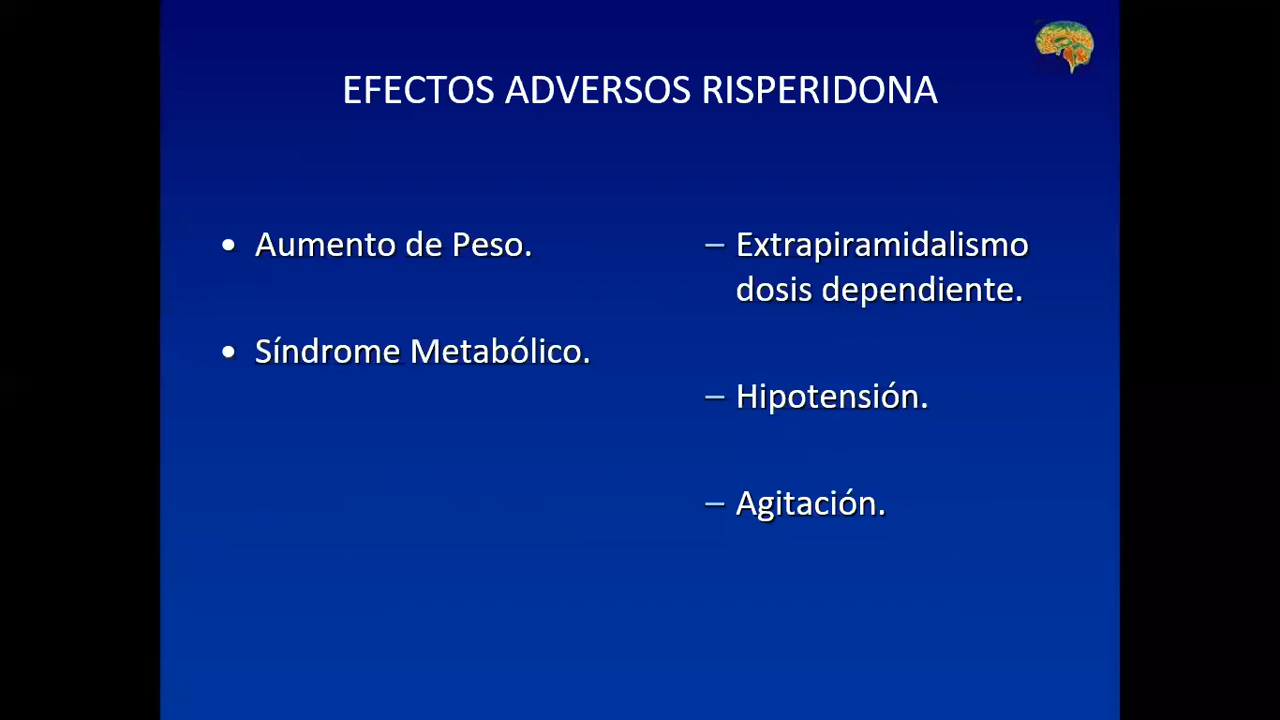 EFECTOS ADVERSOS RISPERIDONA
• Aumento de Peso.
• Síndrome Metabólico.
– Extrapiramidalismo
dosis dependiente.
– Hipotensión.
– Agitación.